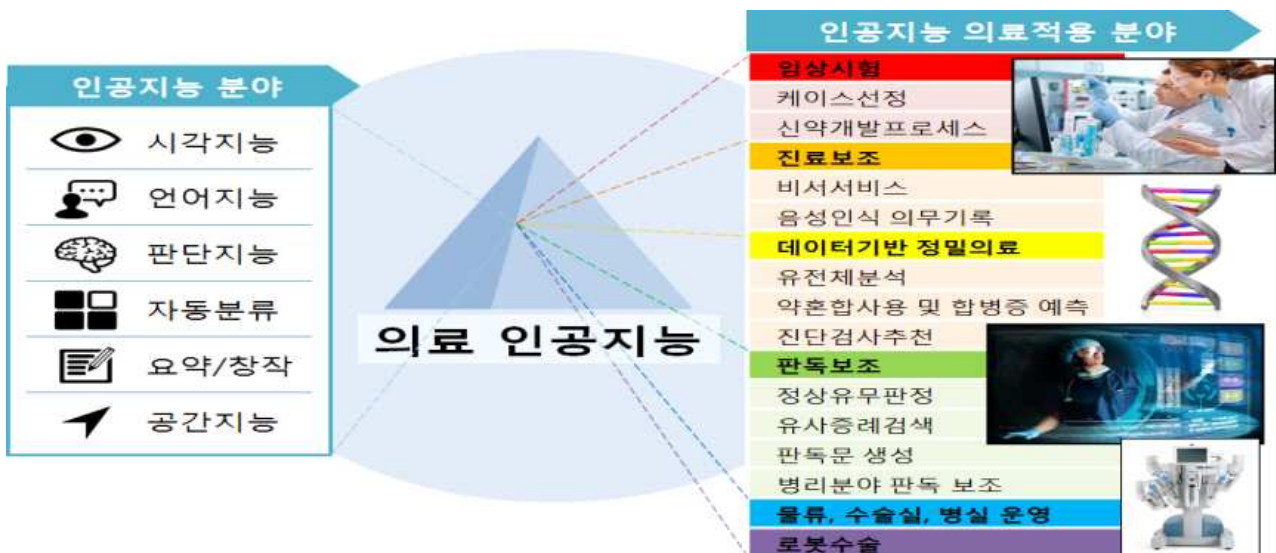 인공지능 분야
시각지능
언어지능
판단지능
자동분류
요약/창작
공간지능
의료 인공지능
인공지능 의료적용 분야
임상시험
케이스선정
신약개발프로세스
진료보조
비서서비스
음성인식 의무기록
데이터기반 정밀의료
유전체분석
약혼합사용 및 합병증 예측
진단검사추천
판독보조
정상유무판정
유사증례검색
판독문 생성
병리분야 판독 보조
물류, 수술실, 병실 운영
로봇수술